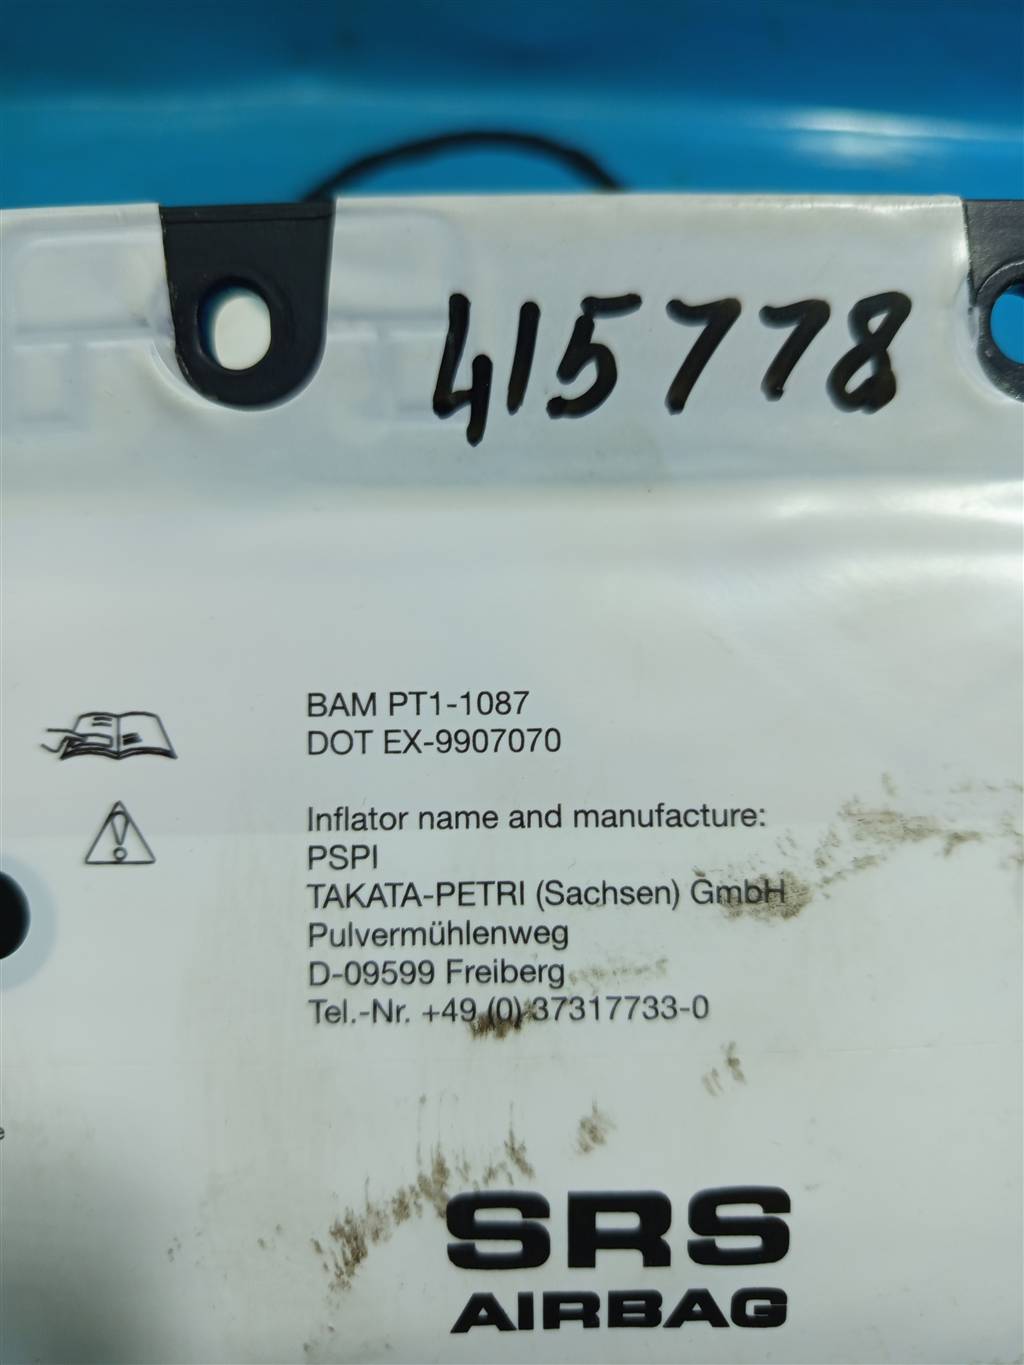 415778
BAM PT1-1087
DOT EX-9907070
Inflator name and manufacture:
PSPI
TAKATA-PETRI (Sachsen) GmbH
Pulvermühlenweg
D-09599 Freiberg
Tel.-Nr. +49 (0) 37317733-0
SRS
AIRBAG